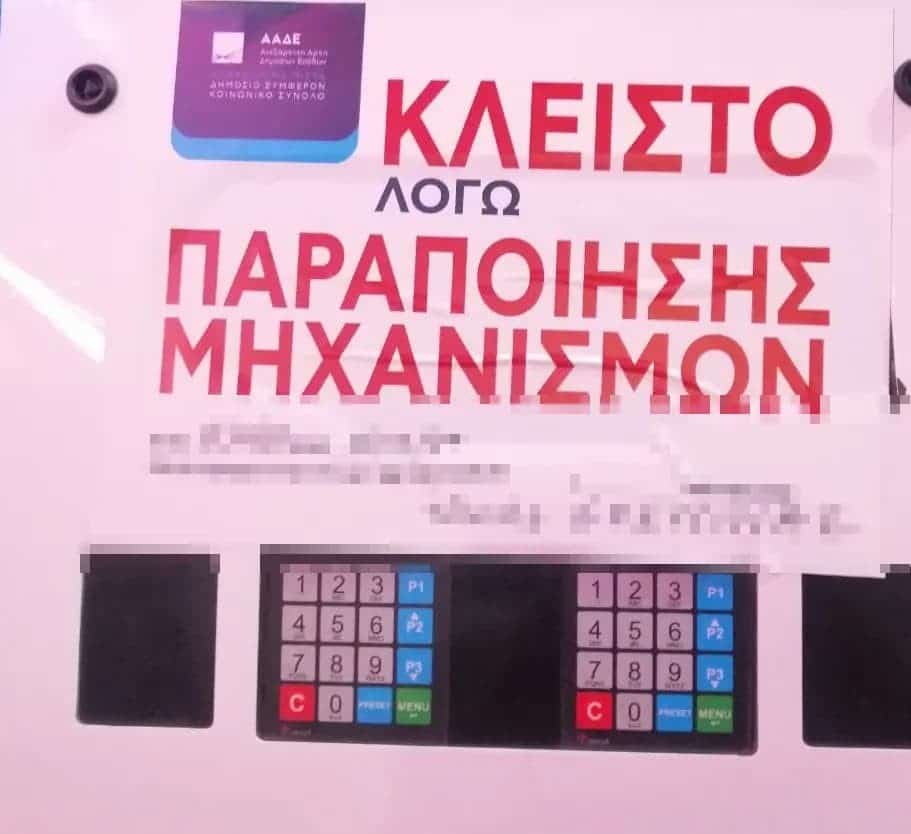 ΑΑΔΕ
Ανεξάρτητη Αρχή
Δημοσίων Εσόδων
ΔΗΜΟΣΙΟ ΣΥΜΦΕΡΟΝ
ΚΟΙΝΩΝΙΚΟ ΣΥΝΟΛΟ
ΚΛΕΙΣΤΟ
ΛΟΓΩ
ΠΑΡΑΠΟΙΗΣΗΣ
ΜΗΧΑΝΙΣΜΩΝ
1 2 3 P1 1 2 3 P1
4 5 6 P2 4 5 6 P2
7 8 9 P3 7 8 9 P3
C 0 PRESET MENU C 0 PRESET MENU